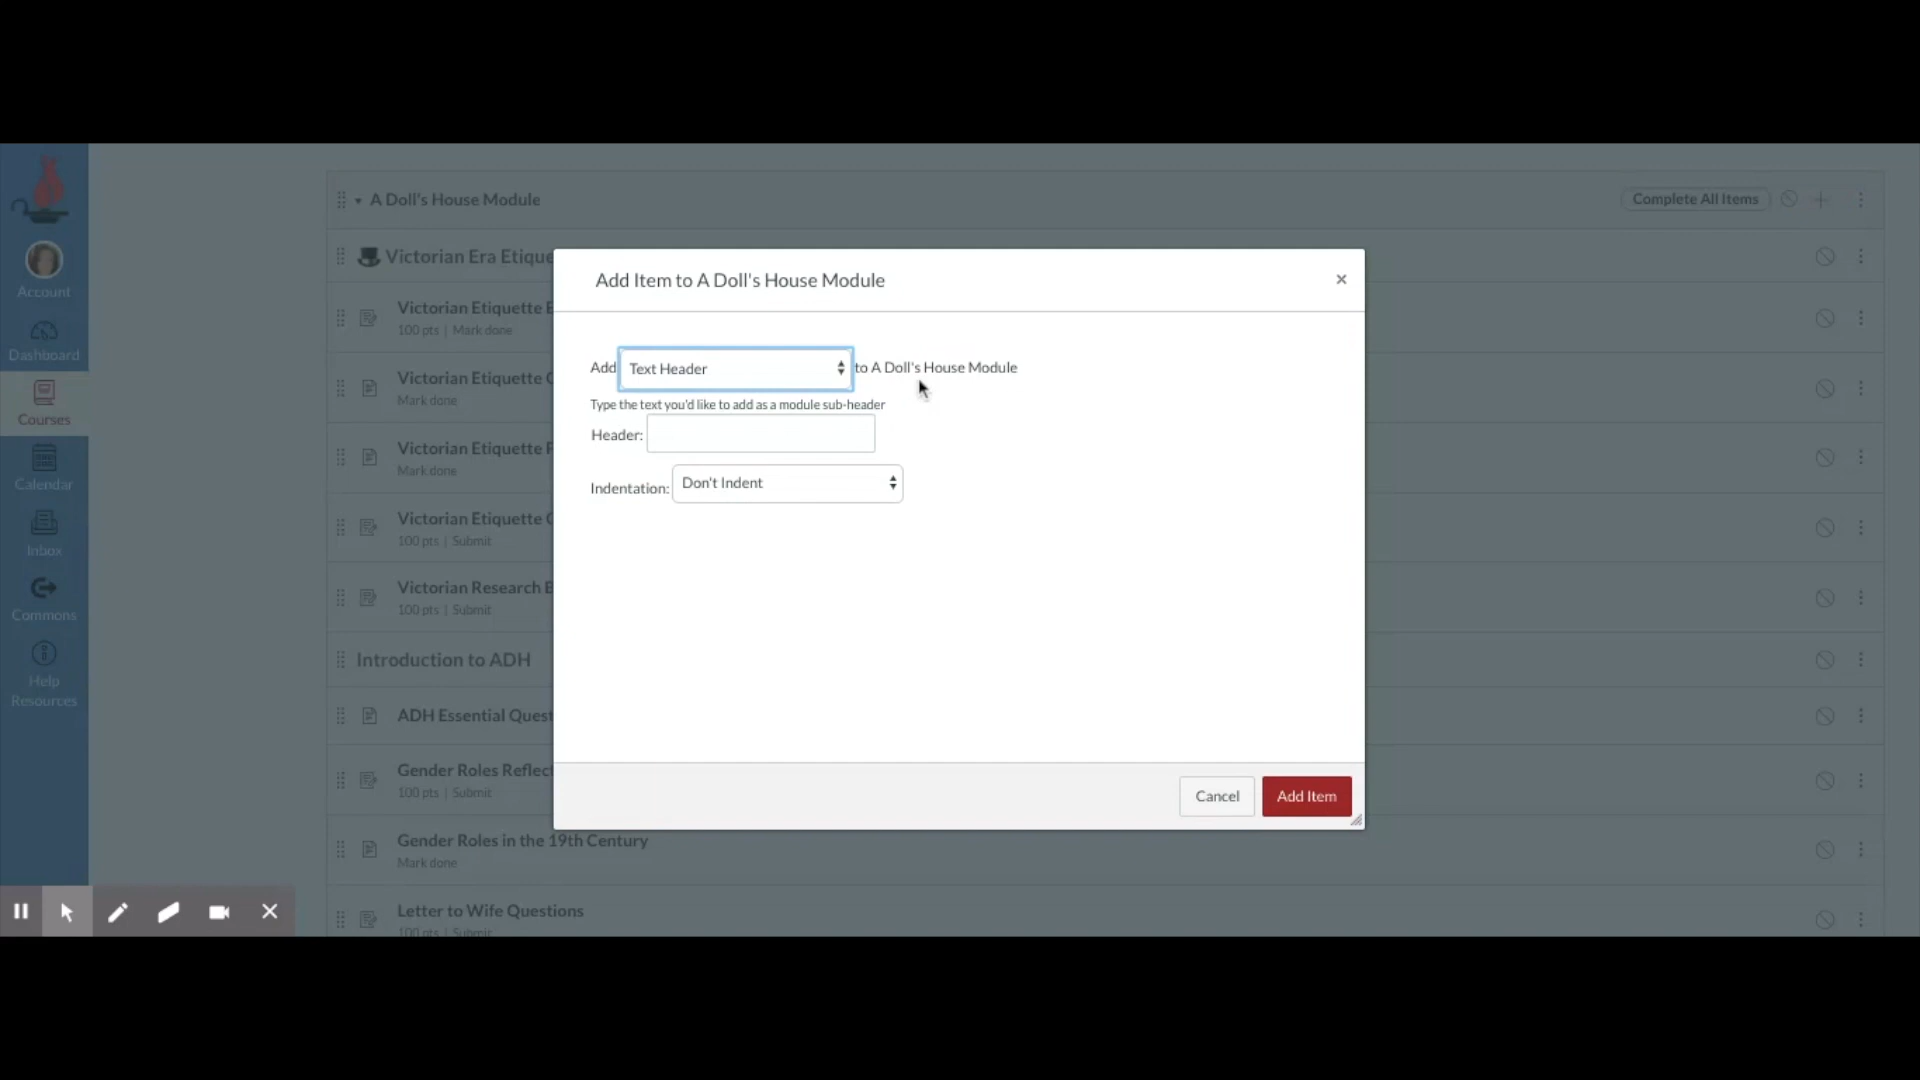 A Doll's House Module
Complete All Items
Victorian Era Etique
Add Item to A Doll's House Module
×
Account
Victorian Etiquette
100 pts | Mark done
Dashboard
Add Text Header to A Doll's House Module
Victorian Etiquette
Mark done
Type the text you'd like to add as a module sub-header
Courses
Header:
Victorian Etiquette
Mark done
Calendar
Indentation: Don't Indent
Victorian Etiquette
100 pts | Submit
Inbox
Victorian Research
100 pts | Submit
Commons
Introduction to ADH
Help
Resources
ADH Essential Quest
Gender Roles Reflect
100 pts | Submit
Cancel
Add Item
Gender Roles in the 19th Century
Mark done
Letter to Wife Questions
100 pts | Submit